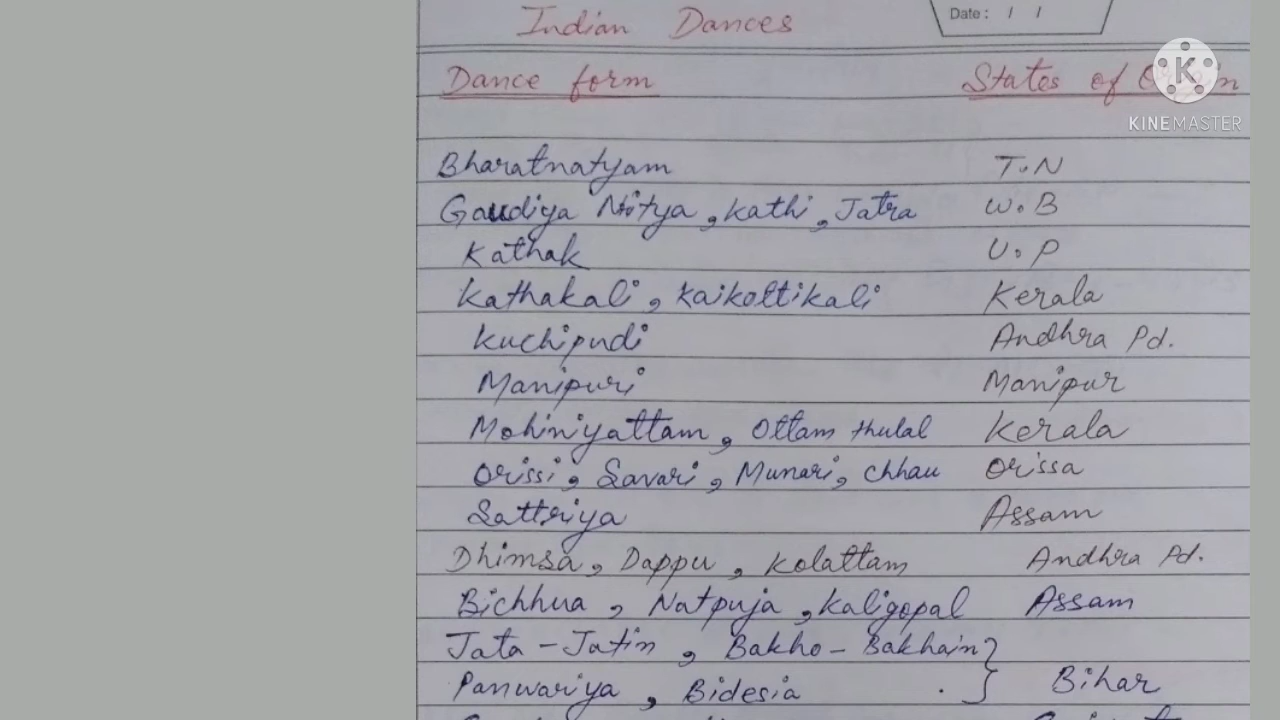 Indian Dances
Date: / /
Dance form States of
KINEMASTER
Bharatnatyam T.N
Gaudiya Nritya, Kathi, Jatra W.B
Kathak U.P
Kathakali, Kaikottikali Kerala
Kuchipudi Andhra Pd.
Manipuri Manipur
Mohiniyattam, Ottam thulal Kerala
Orissi, Savari, Munari, Chhau Orissa
Sattriya Assam
Dhimsa, Dappu, Kolattam Andhra Pd.
Bichhua, Natpuja, Kaligopal Assam
Jata - Jatin, Bakho - Bakhain }
Panwariya, Bidesia . } Bihar